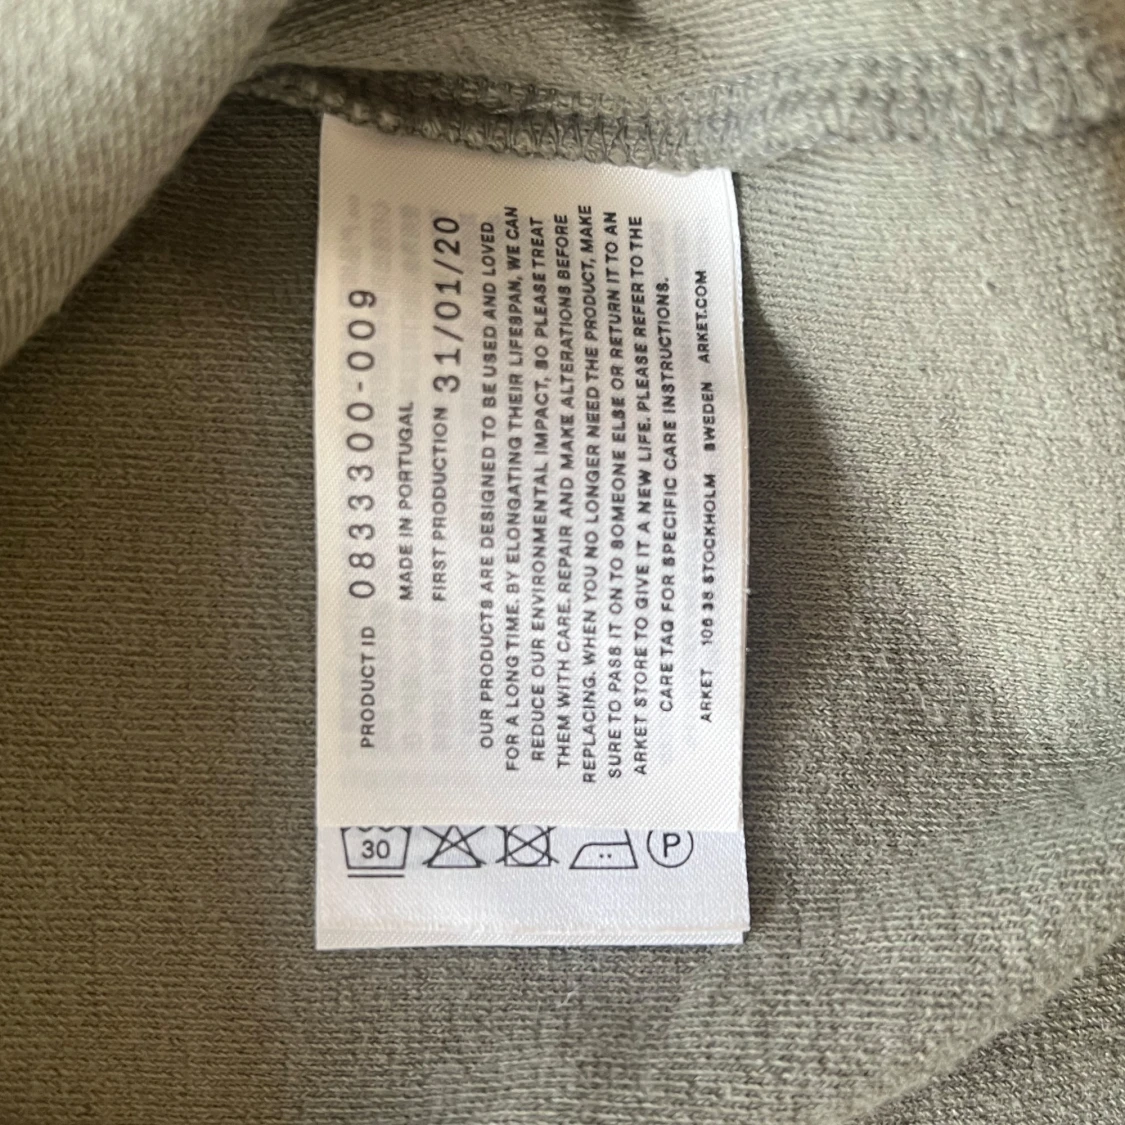 PRODUCT ID 0833300-009
MADE IN PORTUGAL
FIRST PRODUCTION 31/01/20
OUR PRODUCTS ARE DESIGNED TO BE USED AND LOVED
FOR A LONG TIME. BY ELONGATING THEIR LIFESPAN, WE CAN
REDUCE OUR ENVIRONMENTAL IMPACT, SO PLEASE TREAT
THEM WITH CARE. REPAIR AND MAKE ALTERATIONS BEFORE
REPLACING. WHEN YOU NO LONGER NEED THE PRODUCT, MAKE
SURE TO PASS IT ON TO SOMEONE ELSE OR RETURN IT TO AN
ARKET STORE TO GIVE IT A NEW LIFE. PLEASE REFER TO THE
CARE TAG FOR SPECIFIC CARE INSTRUCTIONS.
ARKET 106 38 STOCKHOLM SWEDEN ARKET.COM
30 P